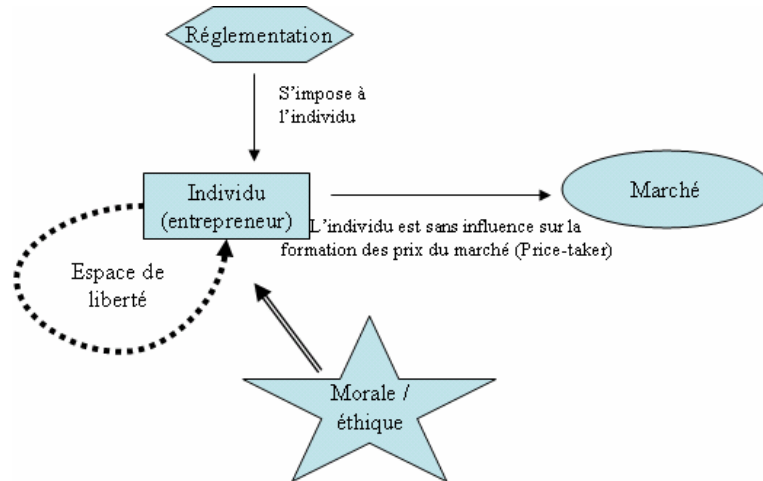 Réglementation
S'impose à
l'individu
Individu
(entrepreneur)
Marché
L'individu est sans influence sur la
formation des prix du marché (Price-taker)
Espace de
liberté
Morale /
éthique